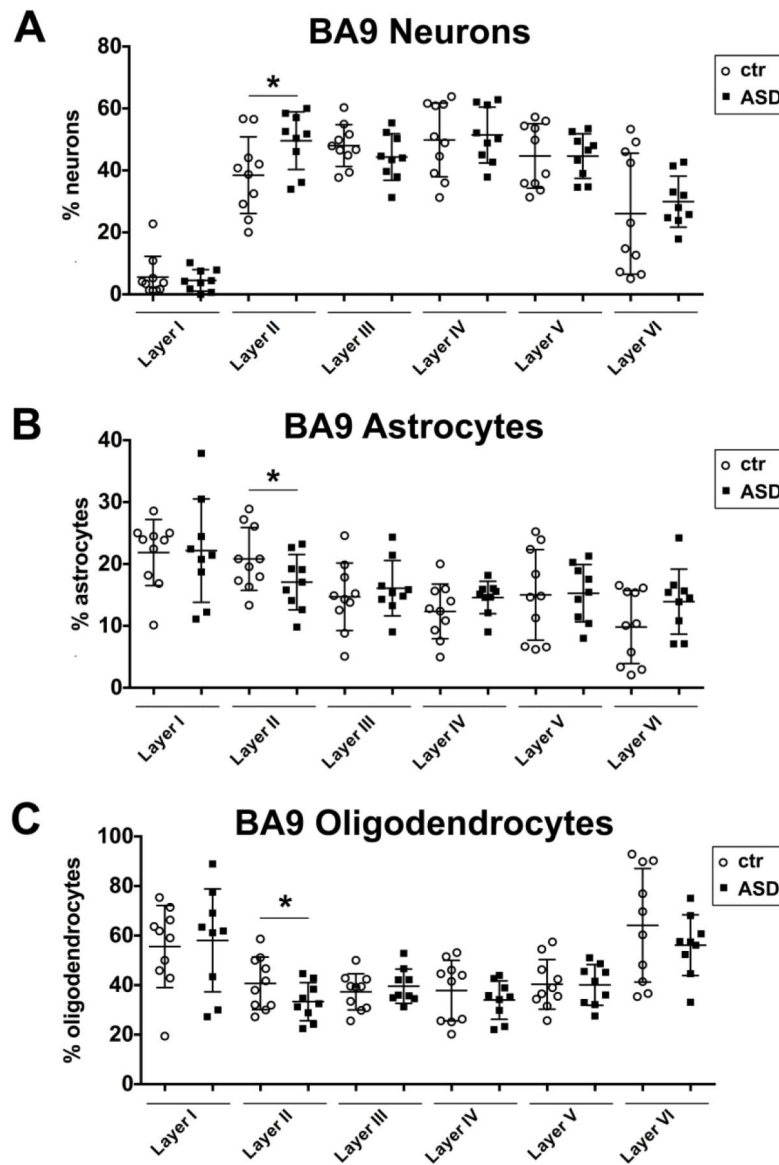 A
BA9 Neurons
80
60
40
20
0
% neurons
*
ctr
ASD
Layer I
Layer II
Layer III
Layer IV
Layer V
Layer VI
B
BA9 Astrocytes
40
30
20
10
0
% astrocytes
*
ctr
ASD
Layer I
Layer II
Layer III
Layer IV
Layer V
Layer VI
C
BA9 Oligodendrocytes
100
80
60
40
20
0
% oligodendrocytes
*
ctr
ASD
Layer I
Layer II
Layer III
Layer IV
Layer V
Layer VI